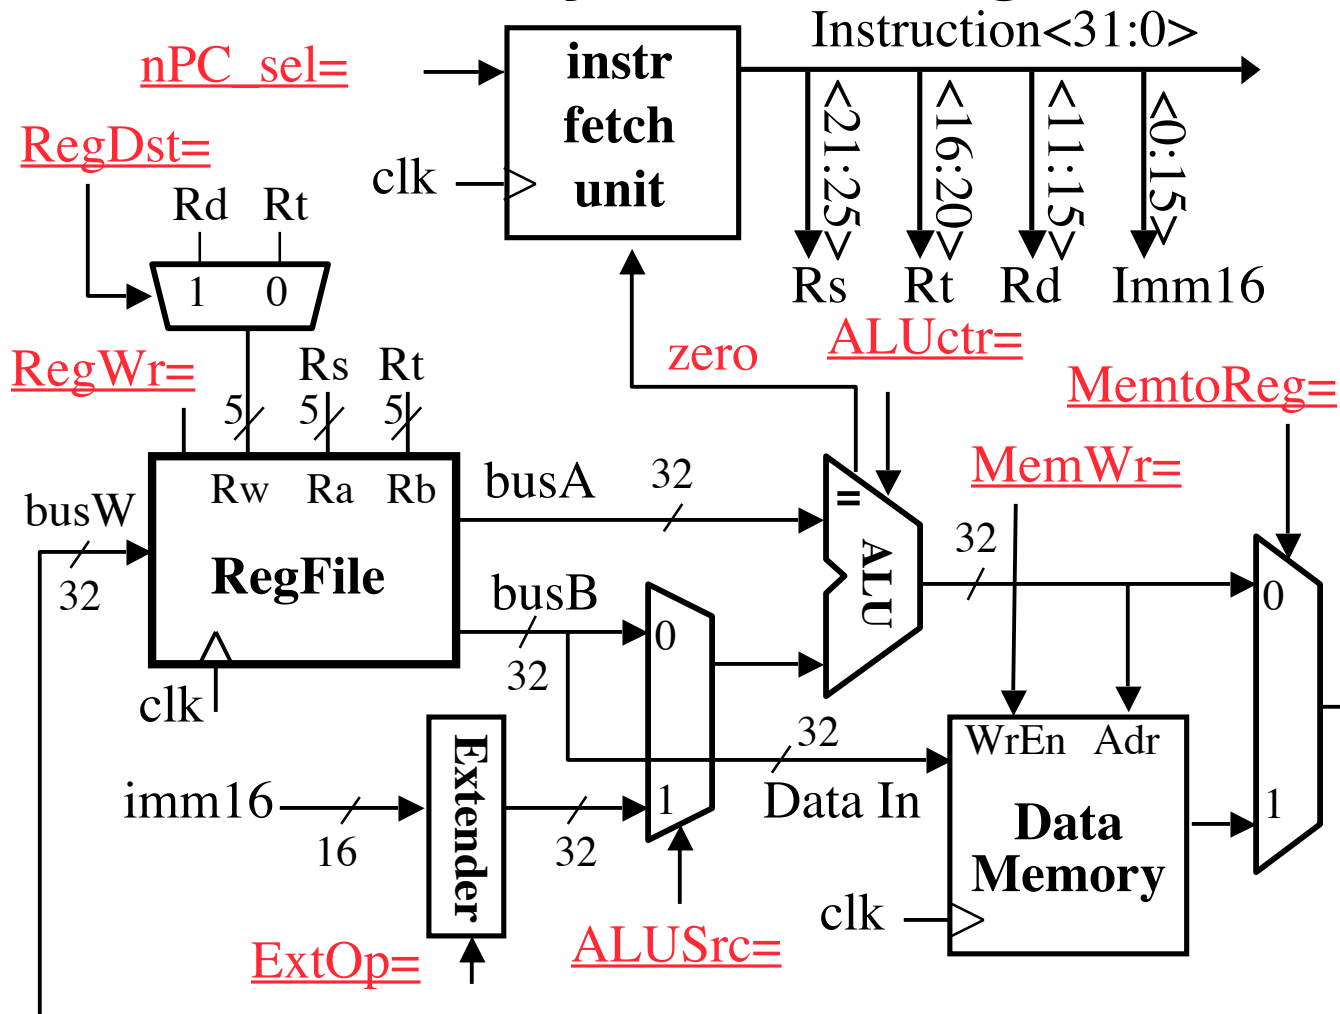 Instruction<31:0>
nPC_sel=
instr
fetch
unit
clk
<21:25>
<16:20>
<11:15>
<0:15>
Rs
Rt
Rd
Imm16
RegDst=
Rd
Rt
1
0
zero
ALUctr=
RegWr=
Rs
Rt
5
5
5
MemtoReg=
MemWr=
busW
32
Rw
Ra
Rb
RegFile
clk
busA
32
busB
32
=
ALU
32
0
1
0
1
imm16
16
Extender
32
ExtOp=
ALUSrc=
32
Data In
WrEn
Adr
Data
Memory
clk